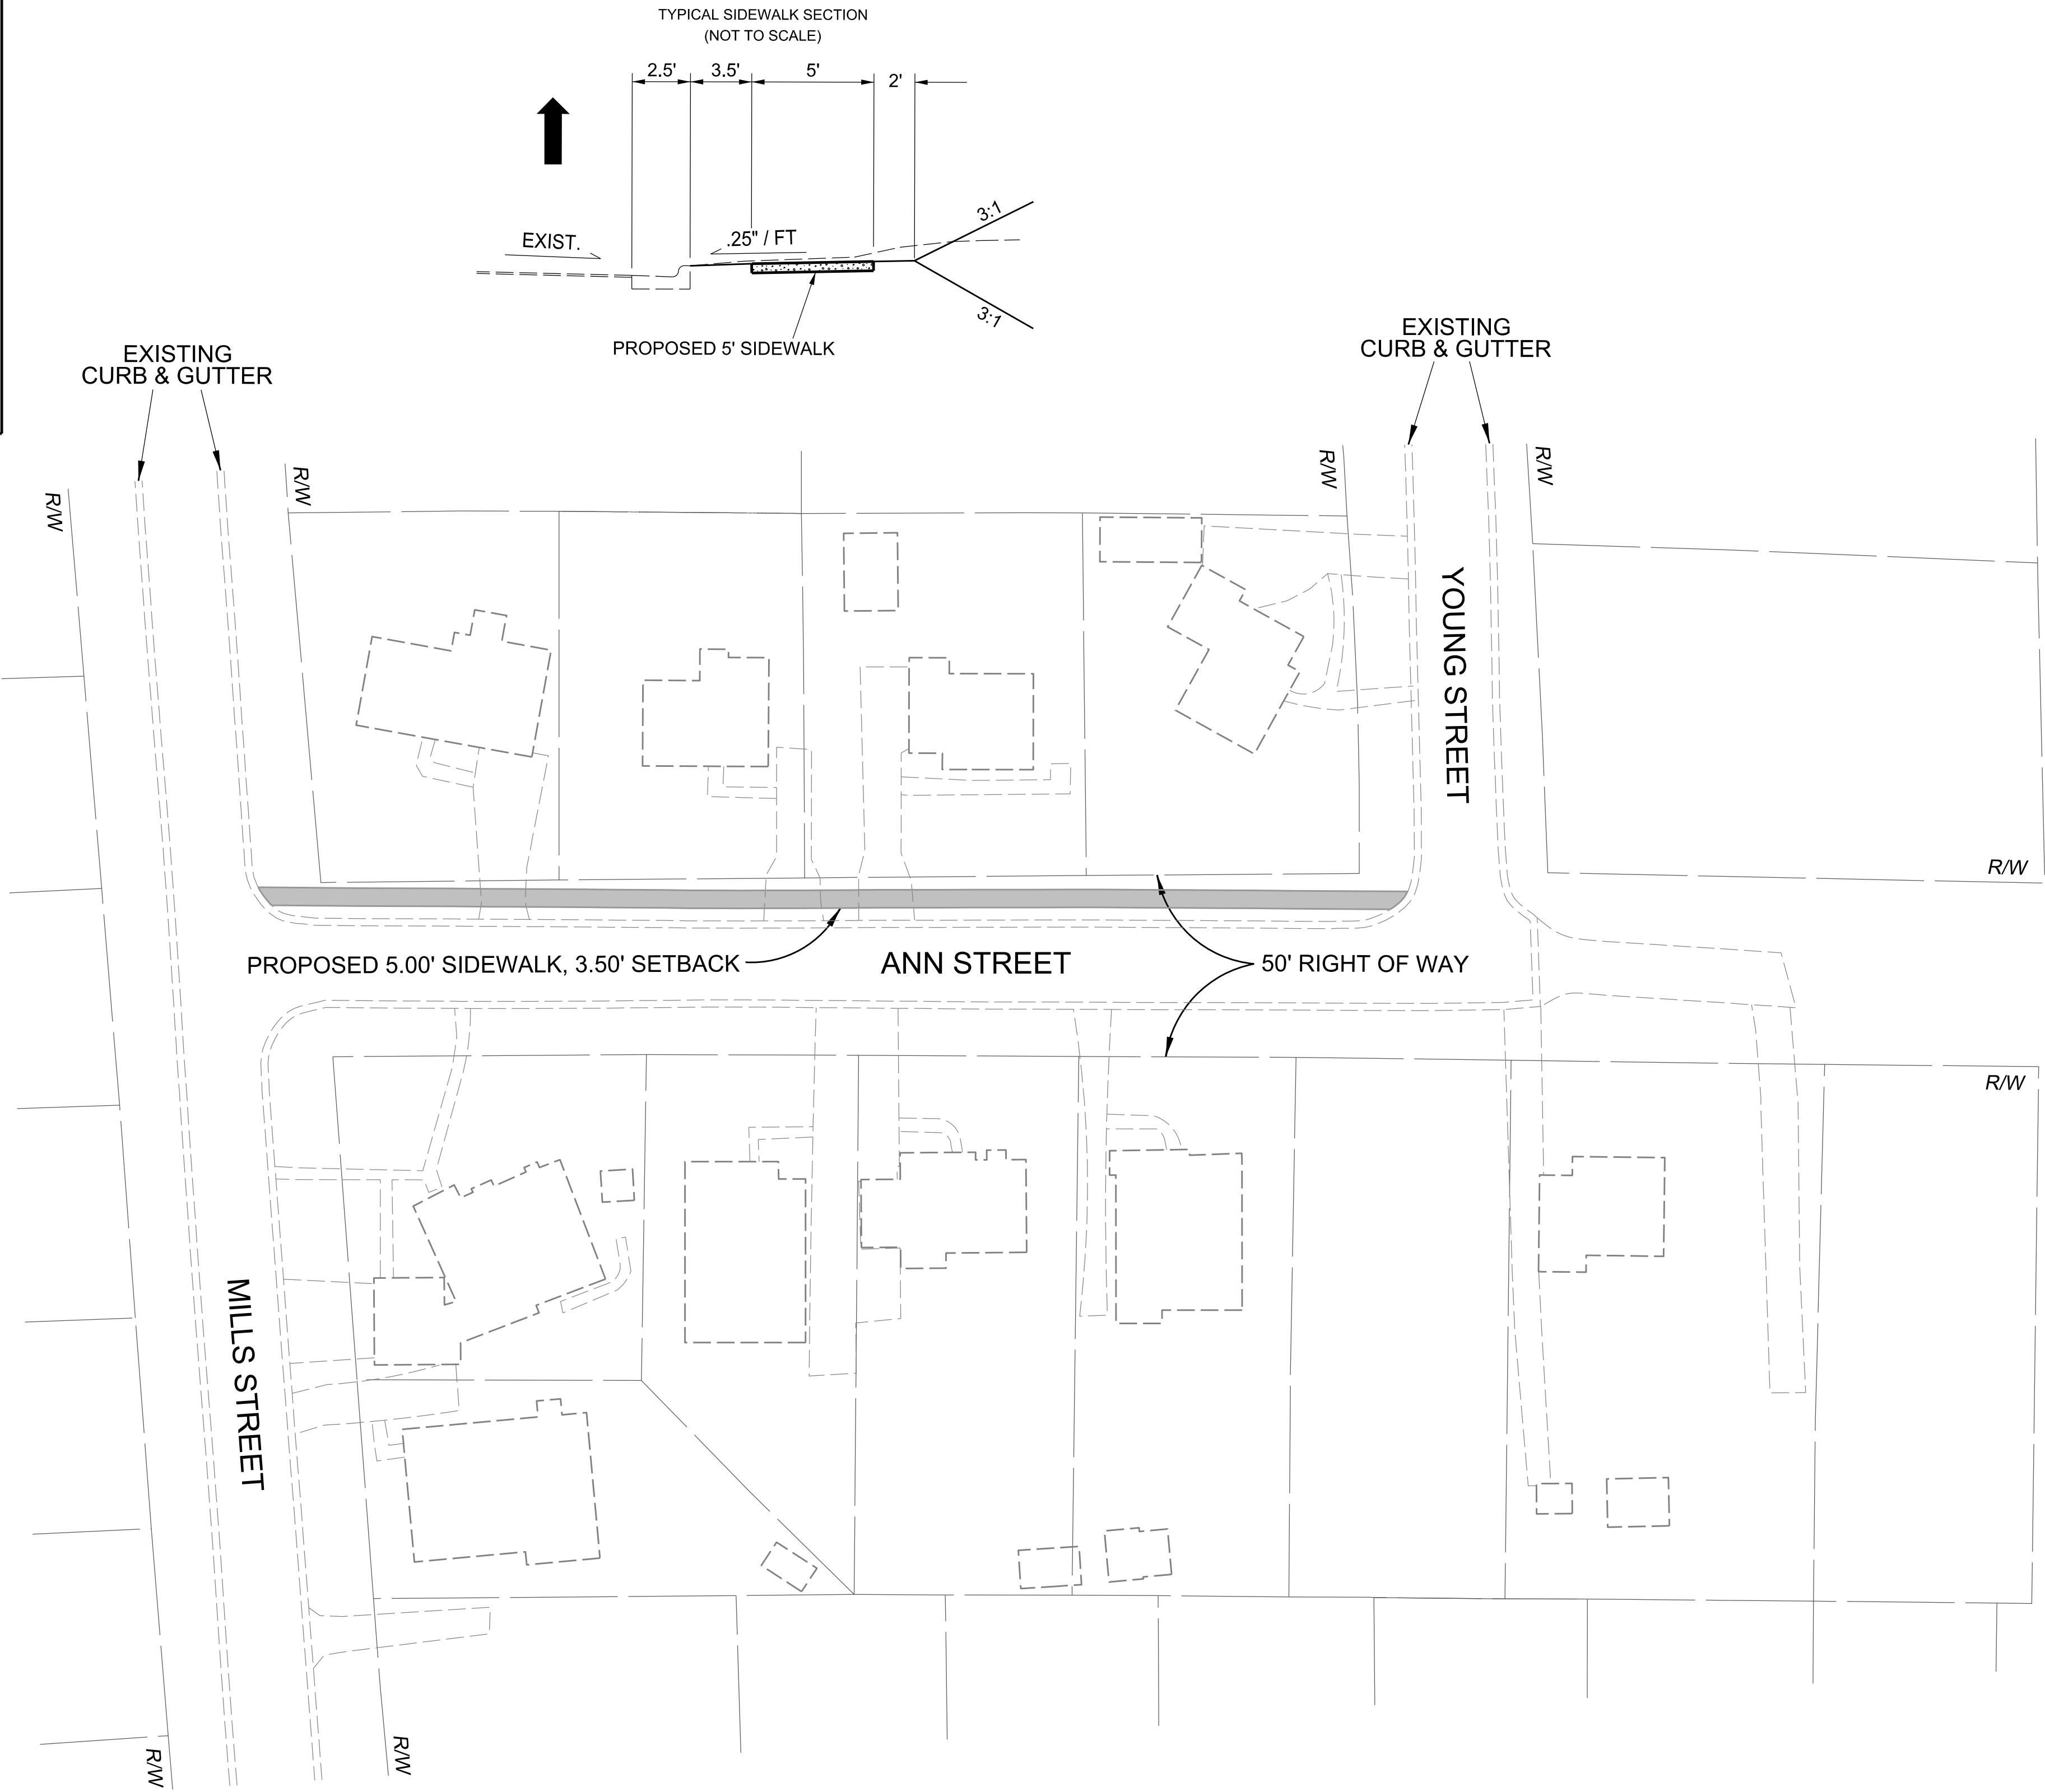 TYPICAL SIDEWALK SECTION
(NOT TO SCALE)
2.5'
3.5'
5'
2'
EXIST.
.25" / FT
3:1
3:1
PROPOSED 5' SIDEWALK
EXISTING
CURB & GUTTER
EXISTING
CURB & GUTTER
R/W
R/W
R/W
R/W
YOUNG STREET
R/W
PROPOSED 5.00' SIDEWALK, 3.50' SETBACK
ANN STREET
50' RIGHT OF WAY
R/W
MILLS STREET
R/W
R/W